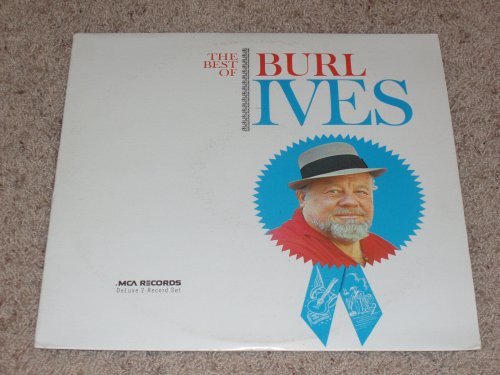 THE
BEST
OF
BURL
IVES
MCA RECORDS
DeLuxe 2-Record Set